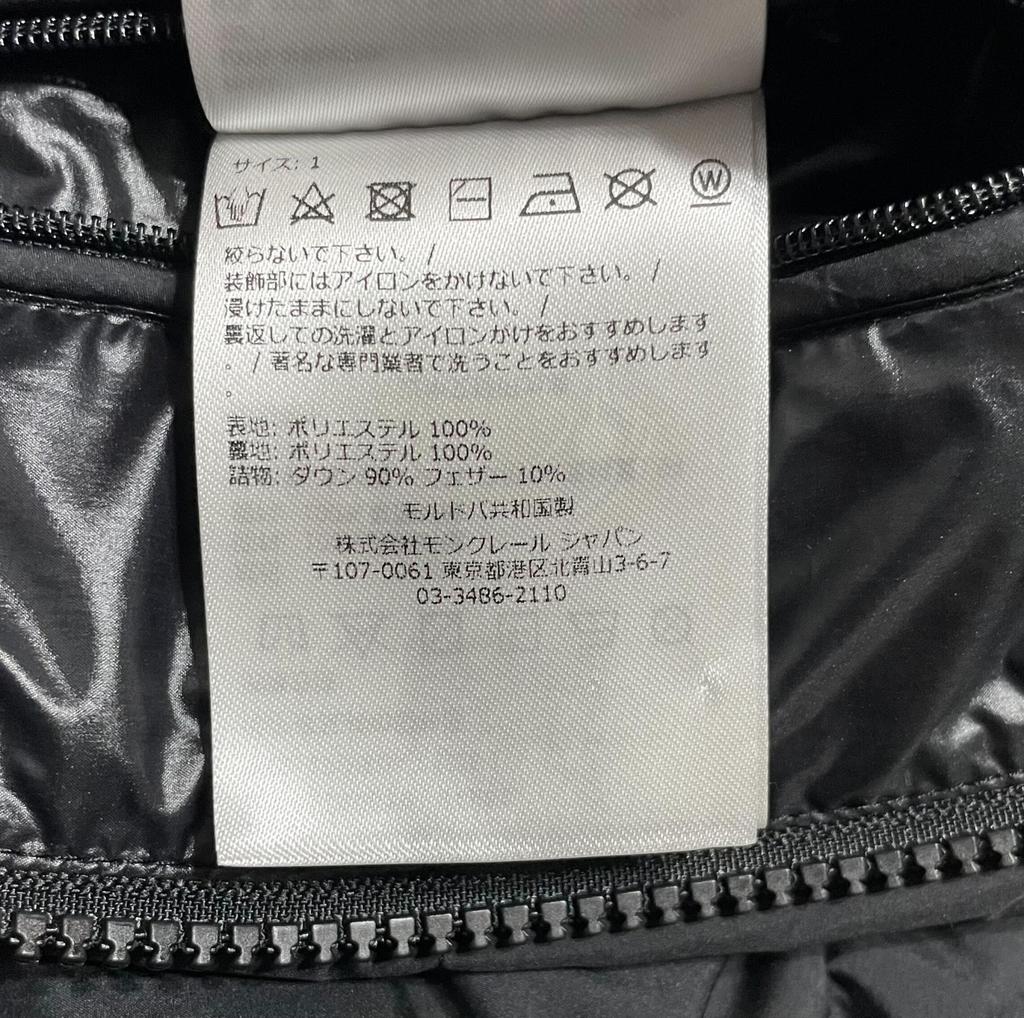 サイズ: 1
W
絞らないで下さい。 /
装飾部にはアイロンをかけないで下さい。 /
浸けたままにしないで下さい。 /
裏返しての洗濯とアイロンかけをおすすめします
。 / 著名な専門業者で洗うことをおすすめします
。
表地: ポリエステル 100%
裏地: ポリエステル 100%
詰物: ダウン 90% フェザー 10%
モルドバ共和国製
株式会社モンクレール ジャパン
〒107-0061 東京都港区北青山3-6-7
03-3486-2110